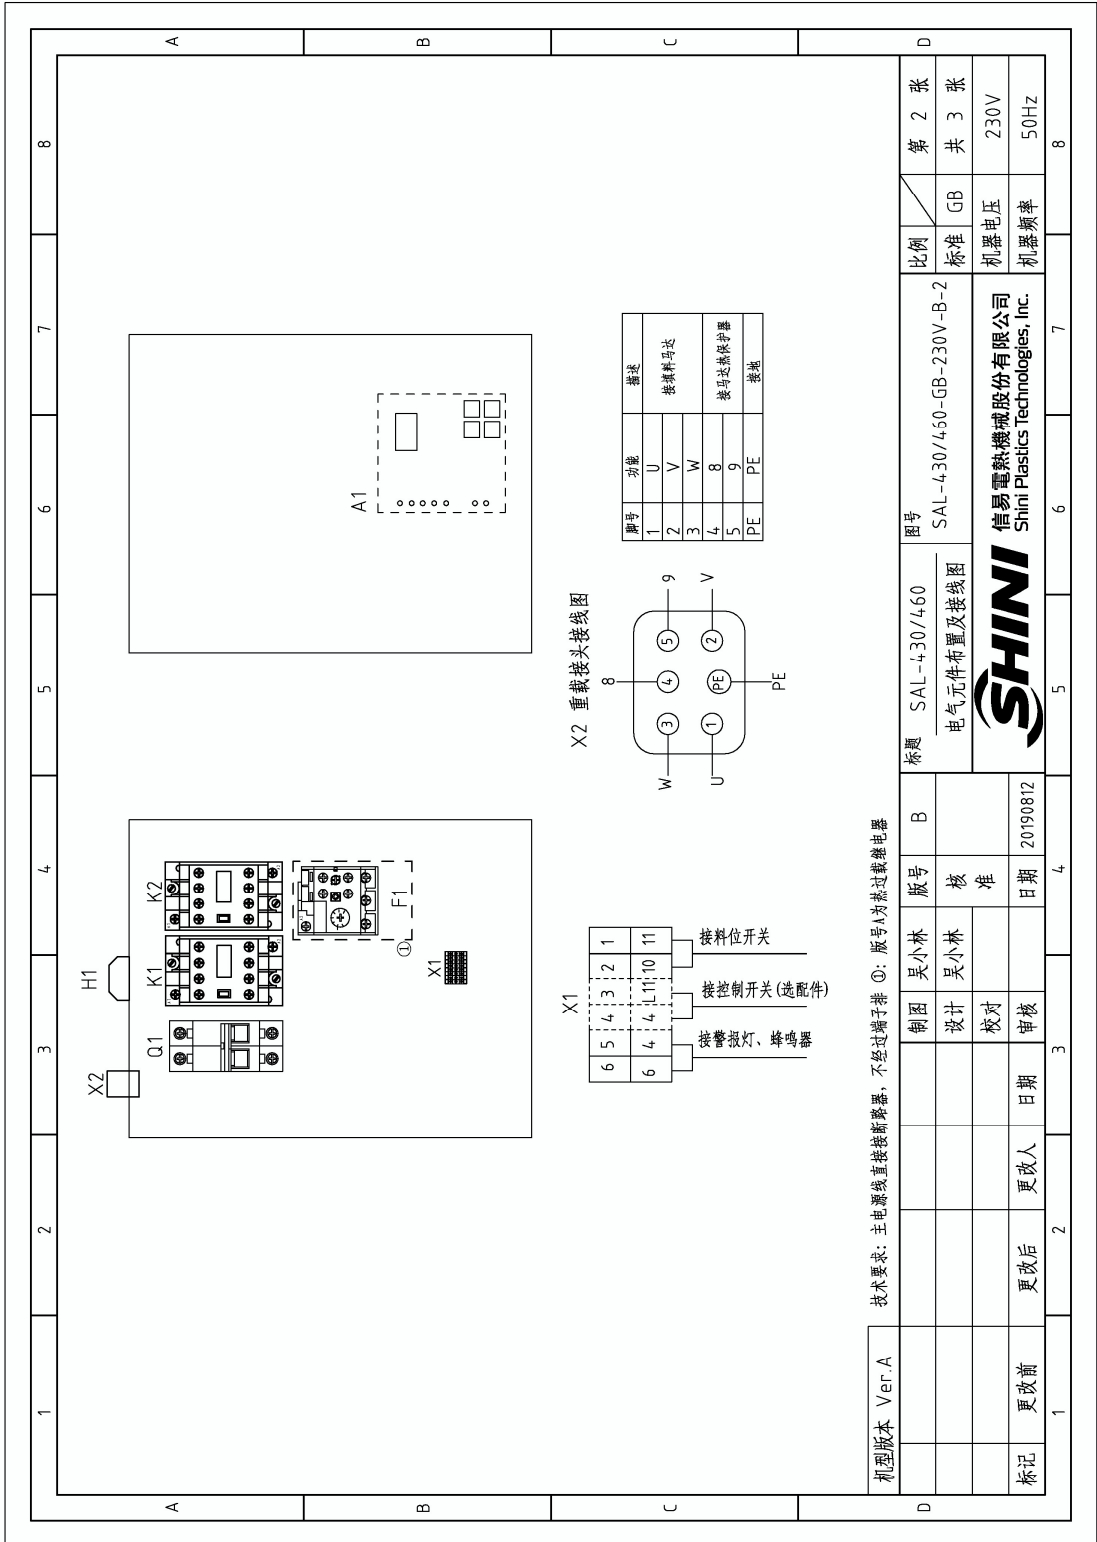 1 2 3 4 5 6 7 8
A
B
C
D
A
B
C
D
X2
H1
Q1
K1
K2
①
F1
X1
A1
X1
6 5 4 3 2 1
6 4 4 L11 10 11
接警报灯、蜂鸣器
接控制开关(选配件)
接料位开关
X2 重载接头接线图
8
W 3 4 5 9
U 1 PE 2 V
PE
脚号 功能 描述
1 U 接填料马达
2 V
3 W
4 8 接马达热保护器
5 9
PE PE 接地
技术要求: 主电源线直接接断路器, 不经过端子排 ①: 版号A为热过载继电器
机型版本 Ver.A
标记 更改前 更改后 更改人 日期
制图 吴小林 版号 B
设计 吴小林 核准
校对
审核 日期 20190812
标题 SAL-430/460
电气元件布置及接线图
图号
SAL-430/460-GB-230V-B-2
SHINI
信易電熱機械股份有限公司
Shini Plastics Technologies, Inc.
比例 第 2 张
标准 GB 共 3 张
机器电压 230V
机器频率 50Hz
1 2 3 4 5 6 7 8